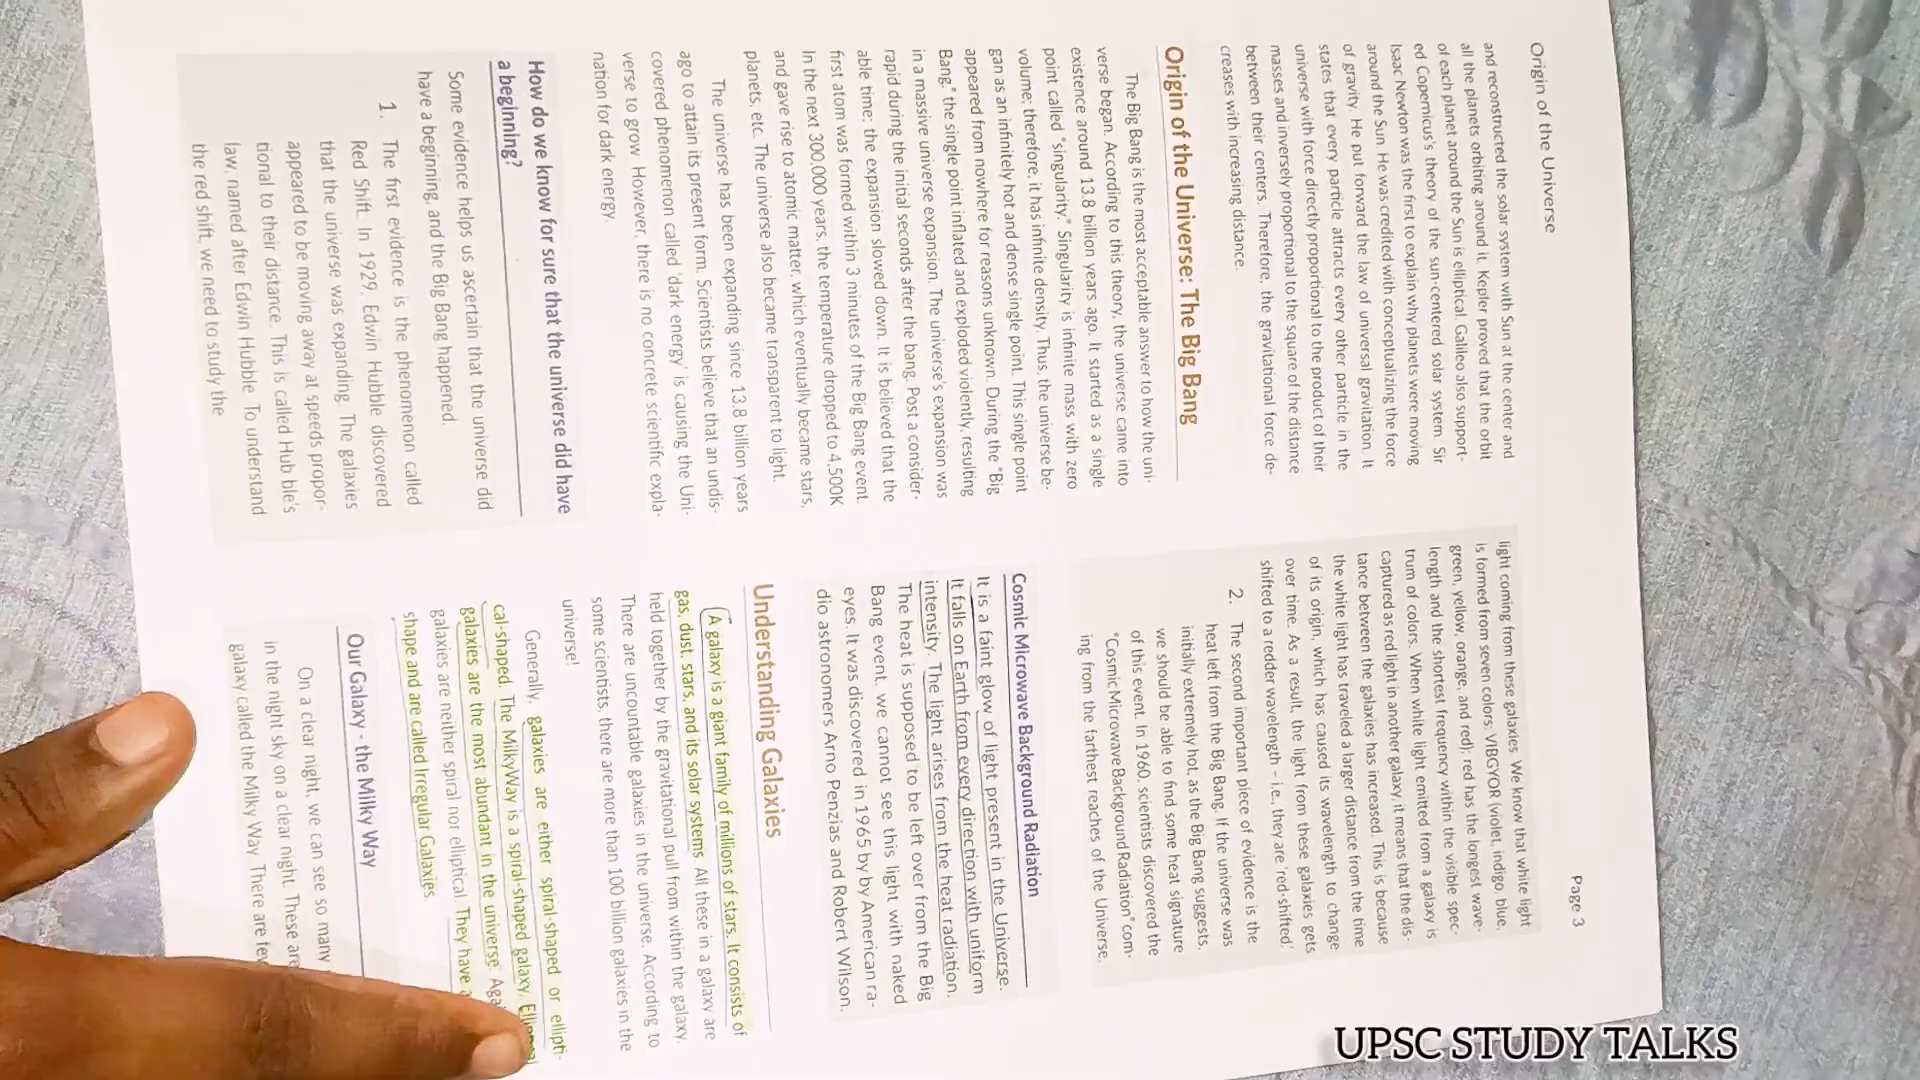 Origin of the Universe
Page 3
and reconstructed the solar system with Sun at the center and
all the planets orbiting around it. Kepler proved that the orbit
of each planet around the Sun is elliptical. Galileo also support-
ed Copernicus's theory of the sun-centered solar system. Sir
Isaac Newton was the first to explain why planets were moving
around the Sun. He was credited with conceptualizing the force
of gravity. He put forward the law of universal gravitation. It
states that every particle attracts every other particle in the
universe with force directly proportional to the product of their
masses and inversely proportional to the square of the distance
between their centers. Therefore, the gravitational force de-
creases with increasing distance.
Origin of the Universe: The Big Bang
The Big Bang is the most acceptable answer to how the uni-
verse began. According to this theory, the universe came into
existence around 13.8 billion years ago. It started as a single
point called "singularity." Singularity is infinite mass with zero
volume; therefore, it has infinite density. Thus, the universe be-
gan as an infinitely hot and dense single point. This single point
appeared from nowhere for reasons unknown. During the "Big
Bang," the single point inflated and exploded violently, resulting
in a massive universe expansion. The universe's expansion was
rapid during the initial seconds after the bang. Post a consider-
able time; the expansion slowed down. It is believed that the
first atom was formed within 3 minutes of the Big Bang event.
In the next 300,000 years, the temperature dropped to 4,500K
and gave rise to atomic matter, which eventually became stars,
planets, etc. The universe also became transparent to light.
The universe has been expanding since 13.8 billion years
ago to attain its present form. Scientists believe that an undis-
covered phenomenon called 'dark energy' is causing the Uni-
verse to grow. However, there is no concrete scientific expla-
nation for dark energy.
How do we know for sure that the universe did have
a beginning?
Some evidence helps us ascertain that the universe did
have a beginning, and the Big Bang happened.
1. The first evidence is the phenomenon called
Red Shift. In 1929, Edwin Hubble discovered
that the universe was expanding. The galaxies
appeared to be moving away at speeds propor-
tional to their distance. This is called Hub ble's
law, named after Edwin Hubble. To understand
the red shift, we need to study the
light coming from these galaxies. We know that white light
is formed from seven colors: VIBGYOR (violet, indigo, blue,
green, yellow, orange, and red); red has the longest wave-
length and the shortest frequency within the visible spec-
trum of colors. When white light emitted from a galaxy is
captured as red light in another galaxy, it means that the dis-
tance between the galaxies has increased. This is because
the white light has traveled a larger distance from the time
of its origin, which has caused its wavelength to change
over time. As a result, the light from these galaxies gets
shifted to a redder wavelength – i.e., they are 'red-shifted.'
2. The second important piece of evidence is the
heat left from the Big Bang. If the universe was
initially extremely hot, as the Big Bang suggests,
we should be able to find some heat signature
of this event. In 1960, scientists discovered the
"Cosmic Microwave Background Radiation" com-
ing from the farthest reaches of the Universe.
Cosmic Microwave Background Radiation
It is a faint glow of light present in the Universe.
It falls on Earth from every direction with uniform
intensity. The light arises from the heat radiation.
The heat is supposed to be left over from the Big
Bang event. we cannot see this light with naked
eyes. It was discovered in 1965 by by American ra-
dio astronomers Arno Penzias and Robert Wilson.
Understanding Galaxies
A galaxy is a giant family of millions of stars. It consists of
gas, dust, stars, and its solar systems. All these in a galaxy are
held together by the gravitational pull from within the galaxy.
There are uncountable galaxies in the universe. According to
some scientists, there are more than 100 billion galaxies in the
universe!
Generally, galaxies are either spiral-shaped or ellipti-
cal-shaped. The MilkyWay is a spiral-shaped galaxy.
galaxies are the most abundant in the universe.
galaxies are neither spiral nor elliptical. They have
shape and are called Irregular Galaxies.
Our Galaxy - the Milky Way
On a clear night, we can see so many
in the night sky on a clear night. These are
galaxy called the Milky Way. There are
UPSC STUDY TALKS